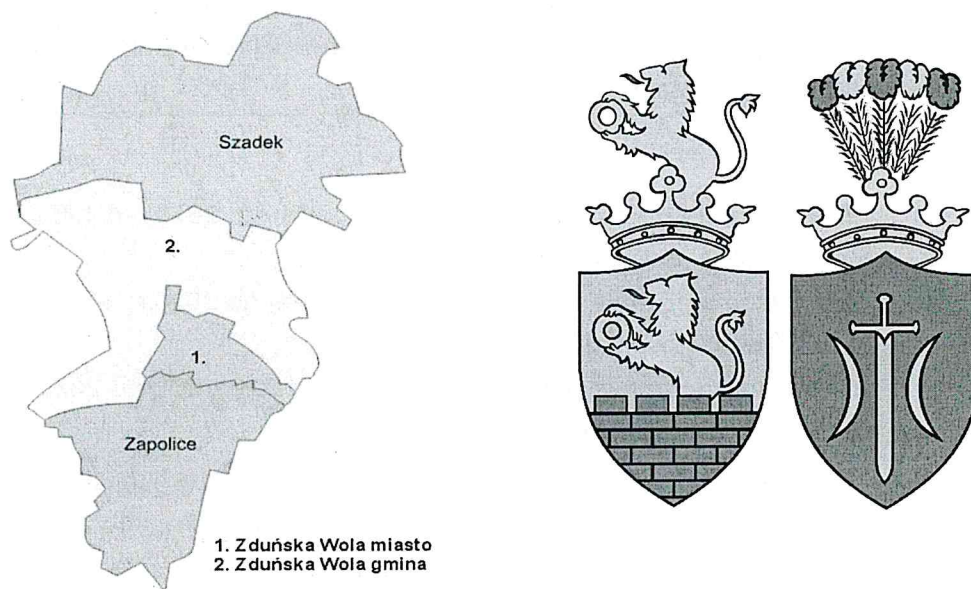 Szadek
2.
1.
Zapolice
1. Zduńska Wola miasto
2. Zduńska Wola gmina